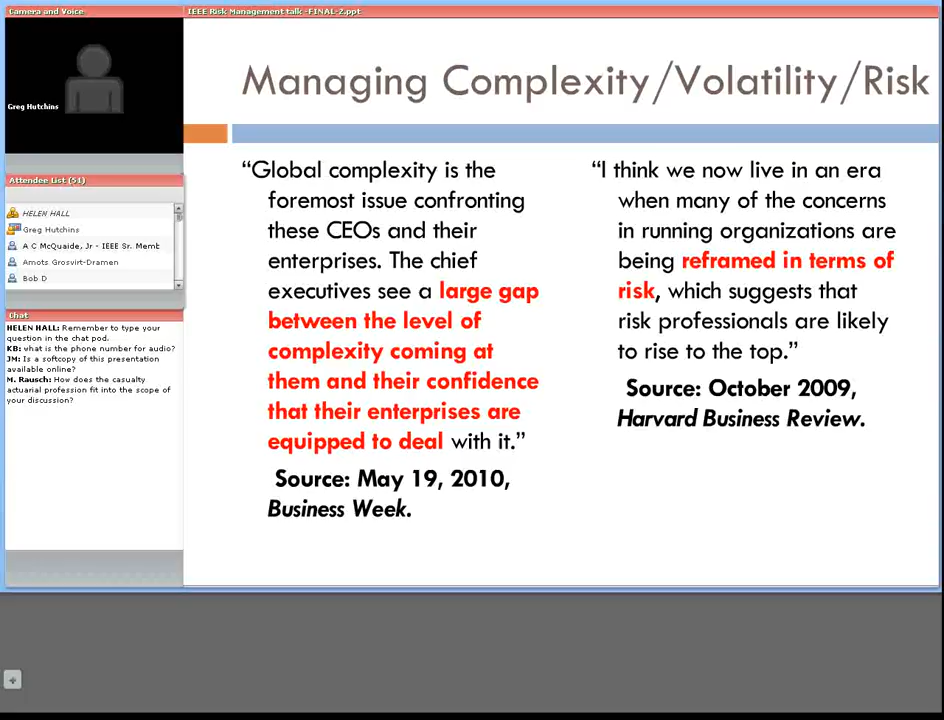 Camera and Voice
IEEE Risk Management talk -FINAL-2.ppt
Greg Hutchins
Attendee List (51)
HELEN HALL
Greg Hutchins
A C McQuaide, Jr - IEEE Sr. Memb
Amots Grosvirt-Dramen
Bob D
Chat
HELEN HALL: Remember to type your
question in the chat pod.
KB: what is the phone number for audio?
JM: Is a softcopy of this presentation
available online?
M. Rausch: How does the casualty
actuarial profession fit into the scope of
your discussion?
Managing Complexity/Volatility/Risk
“Global complexity is the
foremost issue confronting
these CEOs and their
enterprises. The chief
executives see a large gap
between the level of
complexity coming at
them and their confidence
that their enterprises are
equipped to deal with it.”
Source: May 19, 2010,
Business Week.
“I think we now live in an era
when many of the concerns
in running organizations are
being reframed in terms of
risk, which suggests that
risk professionals are likely
to rise to the top.”
Source: October 2009,
Harvard Business Review.